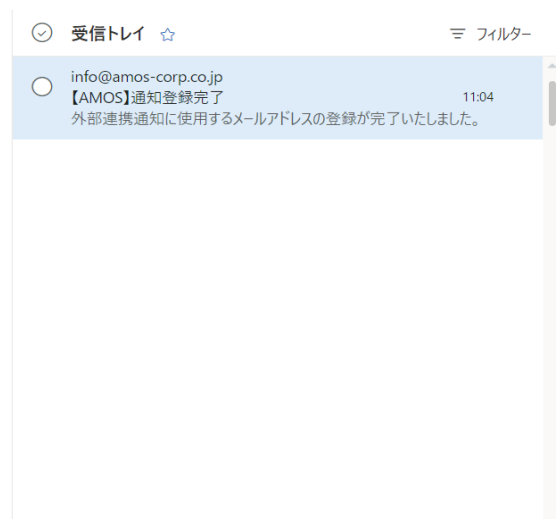 受信トレイ
フィルター
info@amos-corp.co.jp
【AMOS】通知登録完了 11:04
外部連携通知に使用するメールアドレスの登録が完了いたしました。